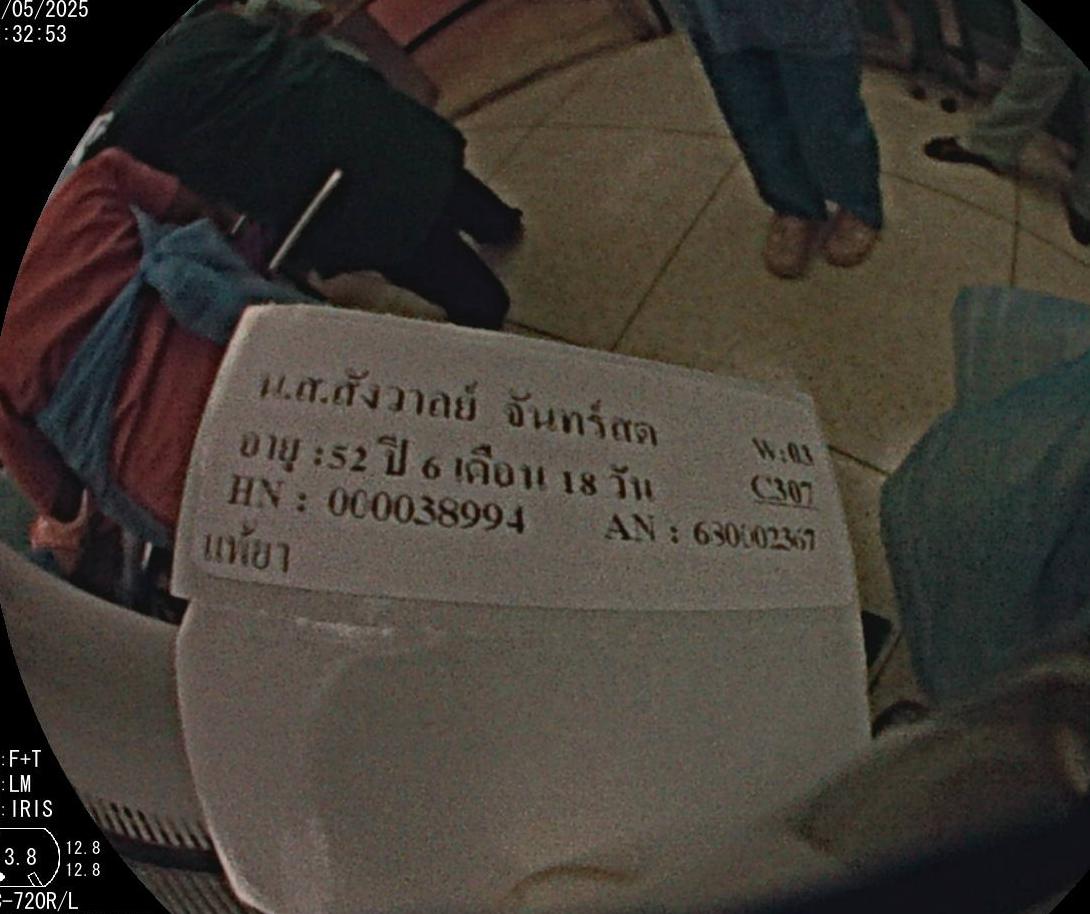 /05/2025
:32:53
น.ส.สังวาลย์ จันทร์สด
W:03
อายุ :52 ปี 6 เดือน 18 วัน
C307
HN : 000038994 AN : 680002367
แพ้ยา
:F+T
:LM
:IRIS
3.8
12.8
12.8
-720R/L